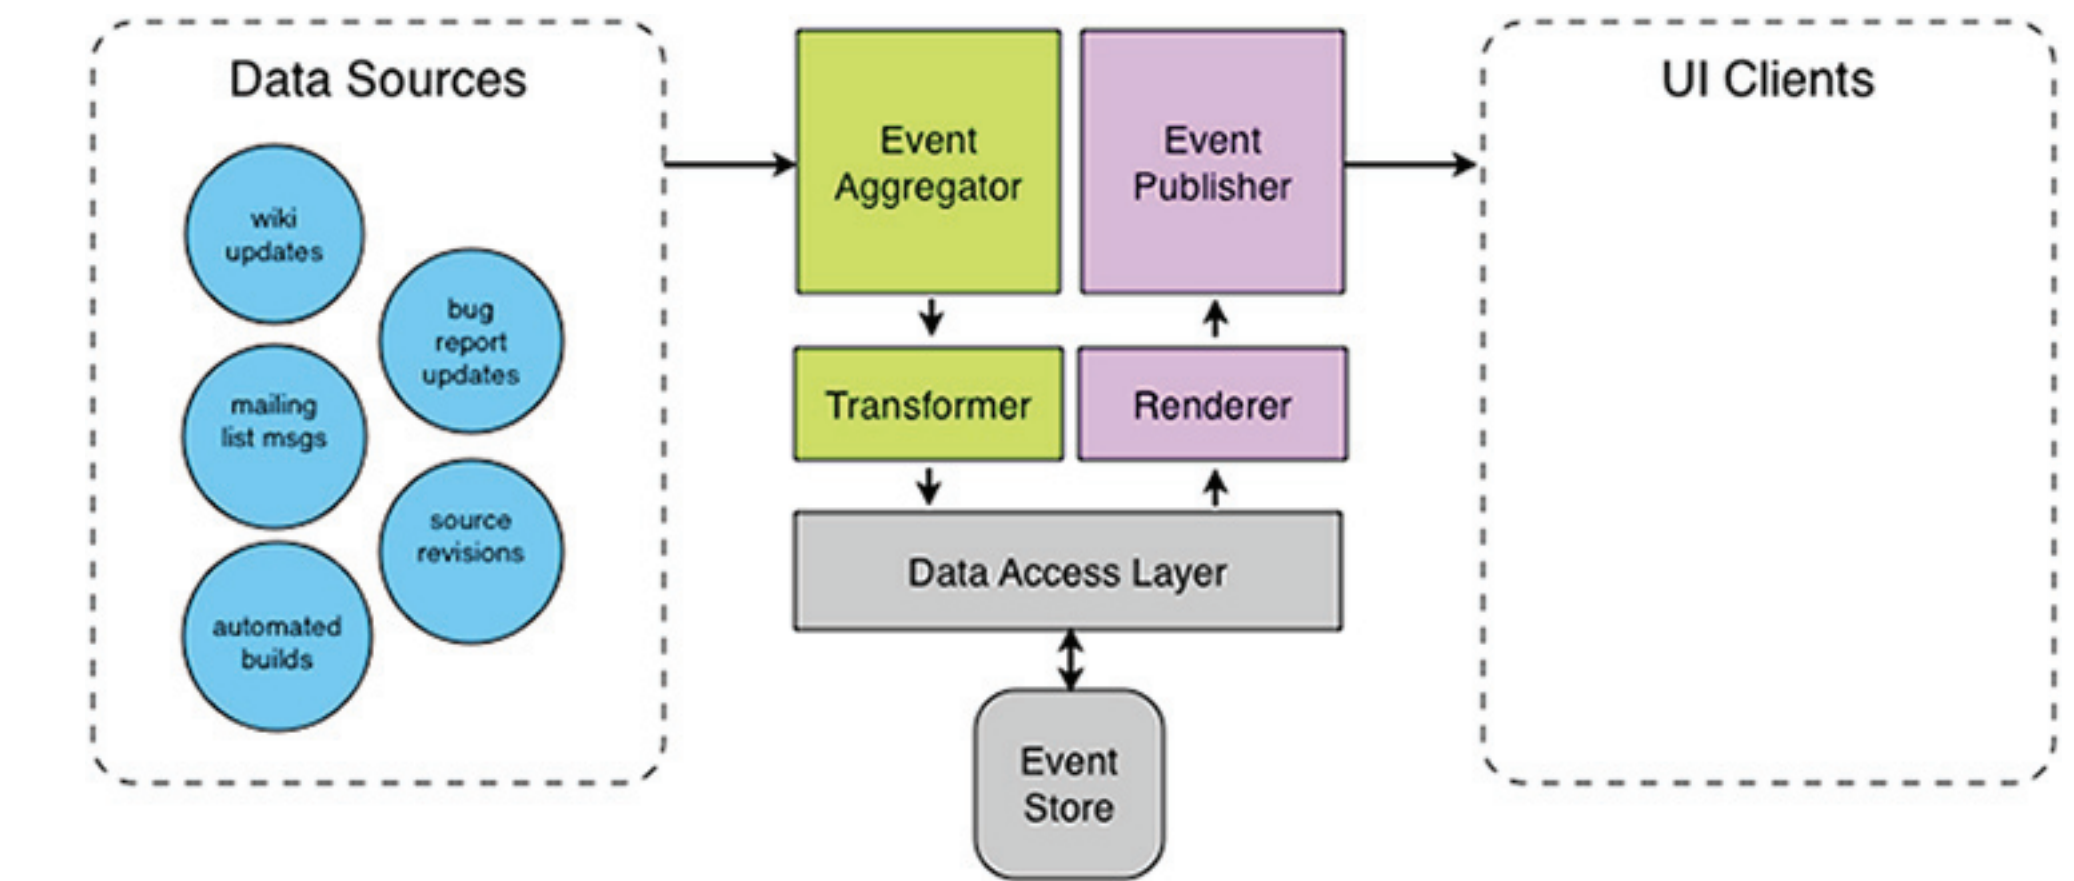 Data Sources
wiki
updates
bug
report
updates
mailing
list msgs
source
revisions
automated
builds
Event
Aggregator
Event
Publisher
Transformer
Renderer
Data Access Layer
Event
Store
UI Clients